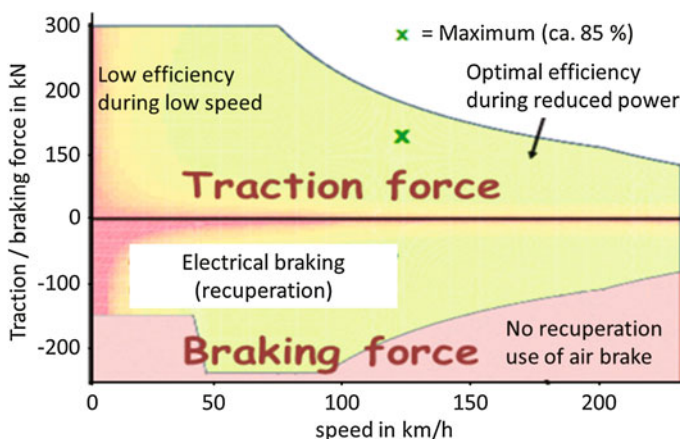 300
200
150
0
-100
-200
Traction / braking force in kN
Low efficiency
during low speed
x = Maximum (ca. 85 %)
Optimal efficiency
during reduced power
Traction force
Electrical braking
(recuperation)
Braking force
No recuperation
use of air brake
0 50 100 150 200
speed in km/h